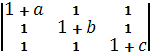 |1 + a 1 1|
|1 1 + b 1|
|1 1 1 + c|